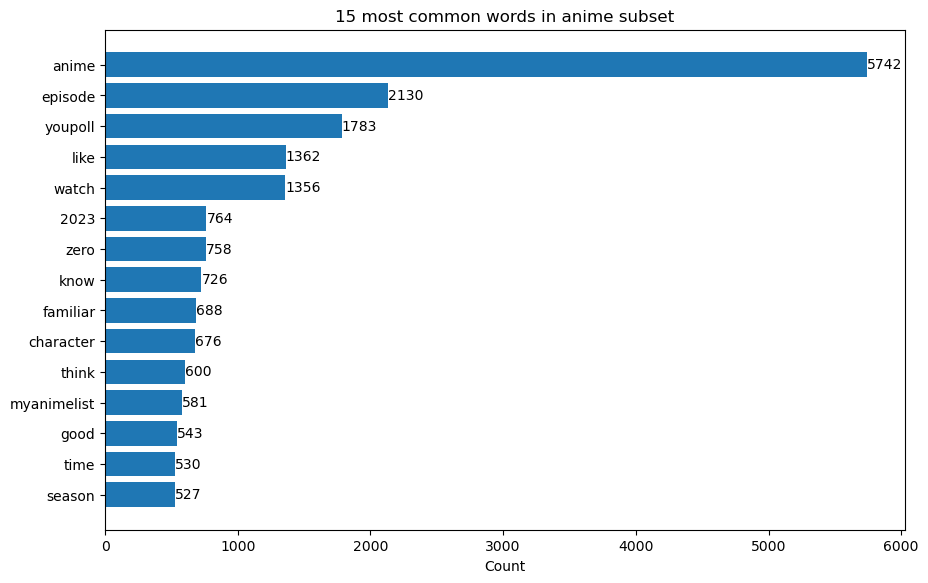 15 most common words in anime subset
anime 5742
episode 2130
youpoll 1783
like 1362
watch 1356
2023 764
zero 758
know 726
familiar 688
character 676
think 600
myanimelist 581
good 543
time 530
season 527
0 1000 2000 3000 4000 5000 6000
Count